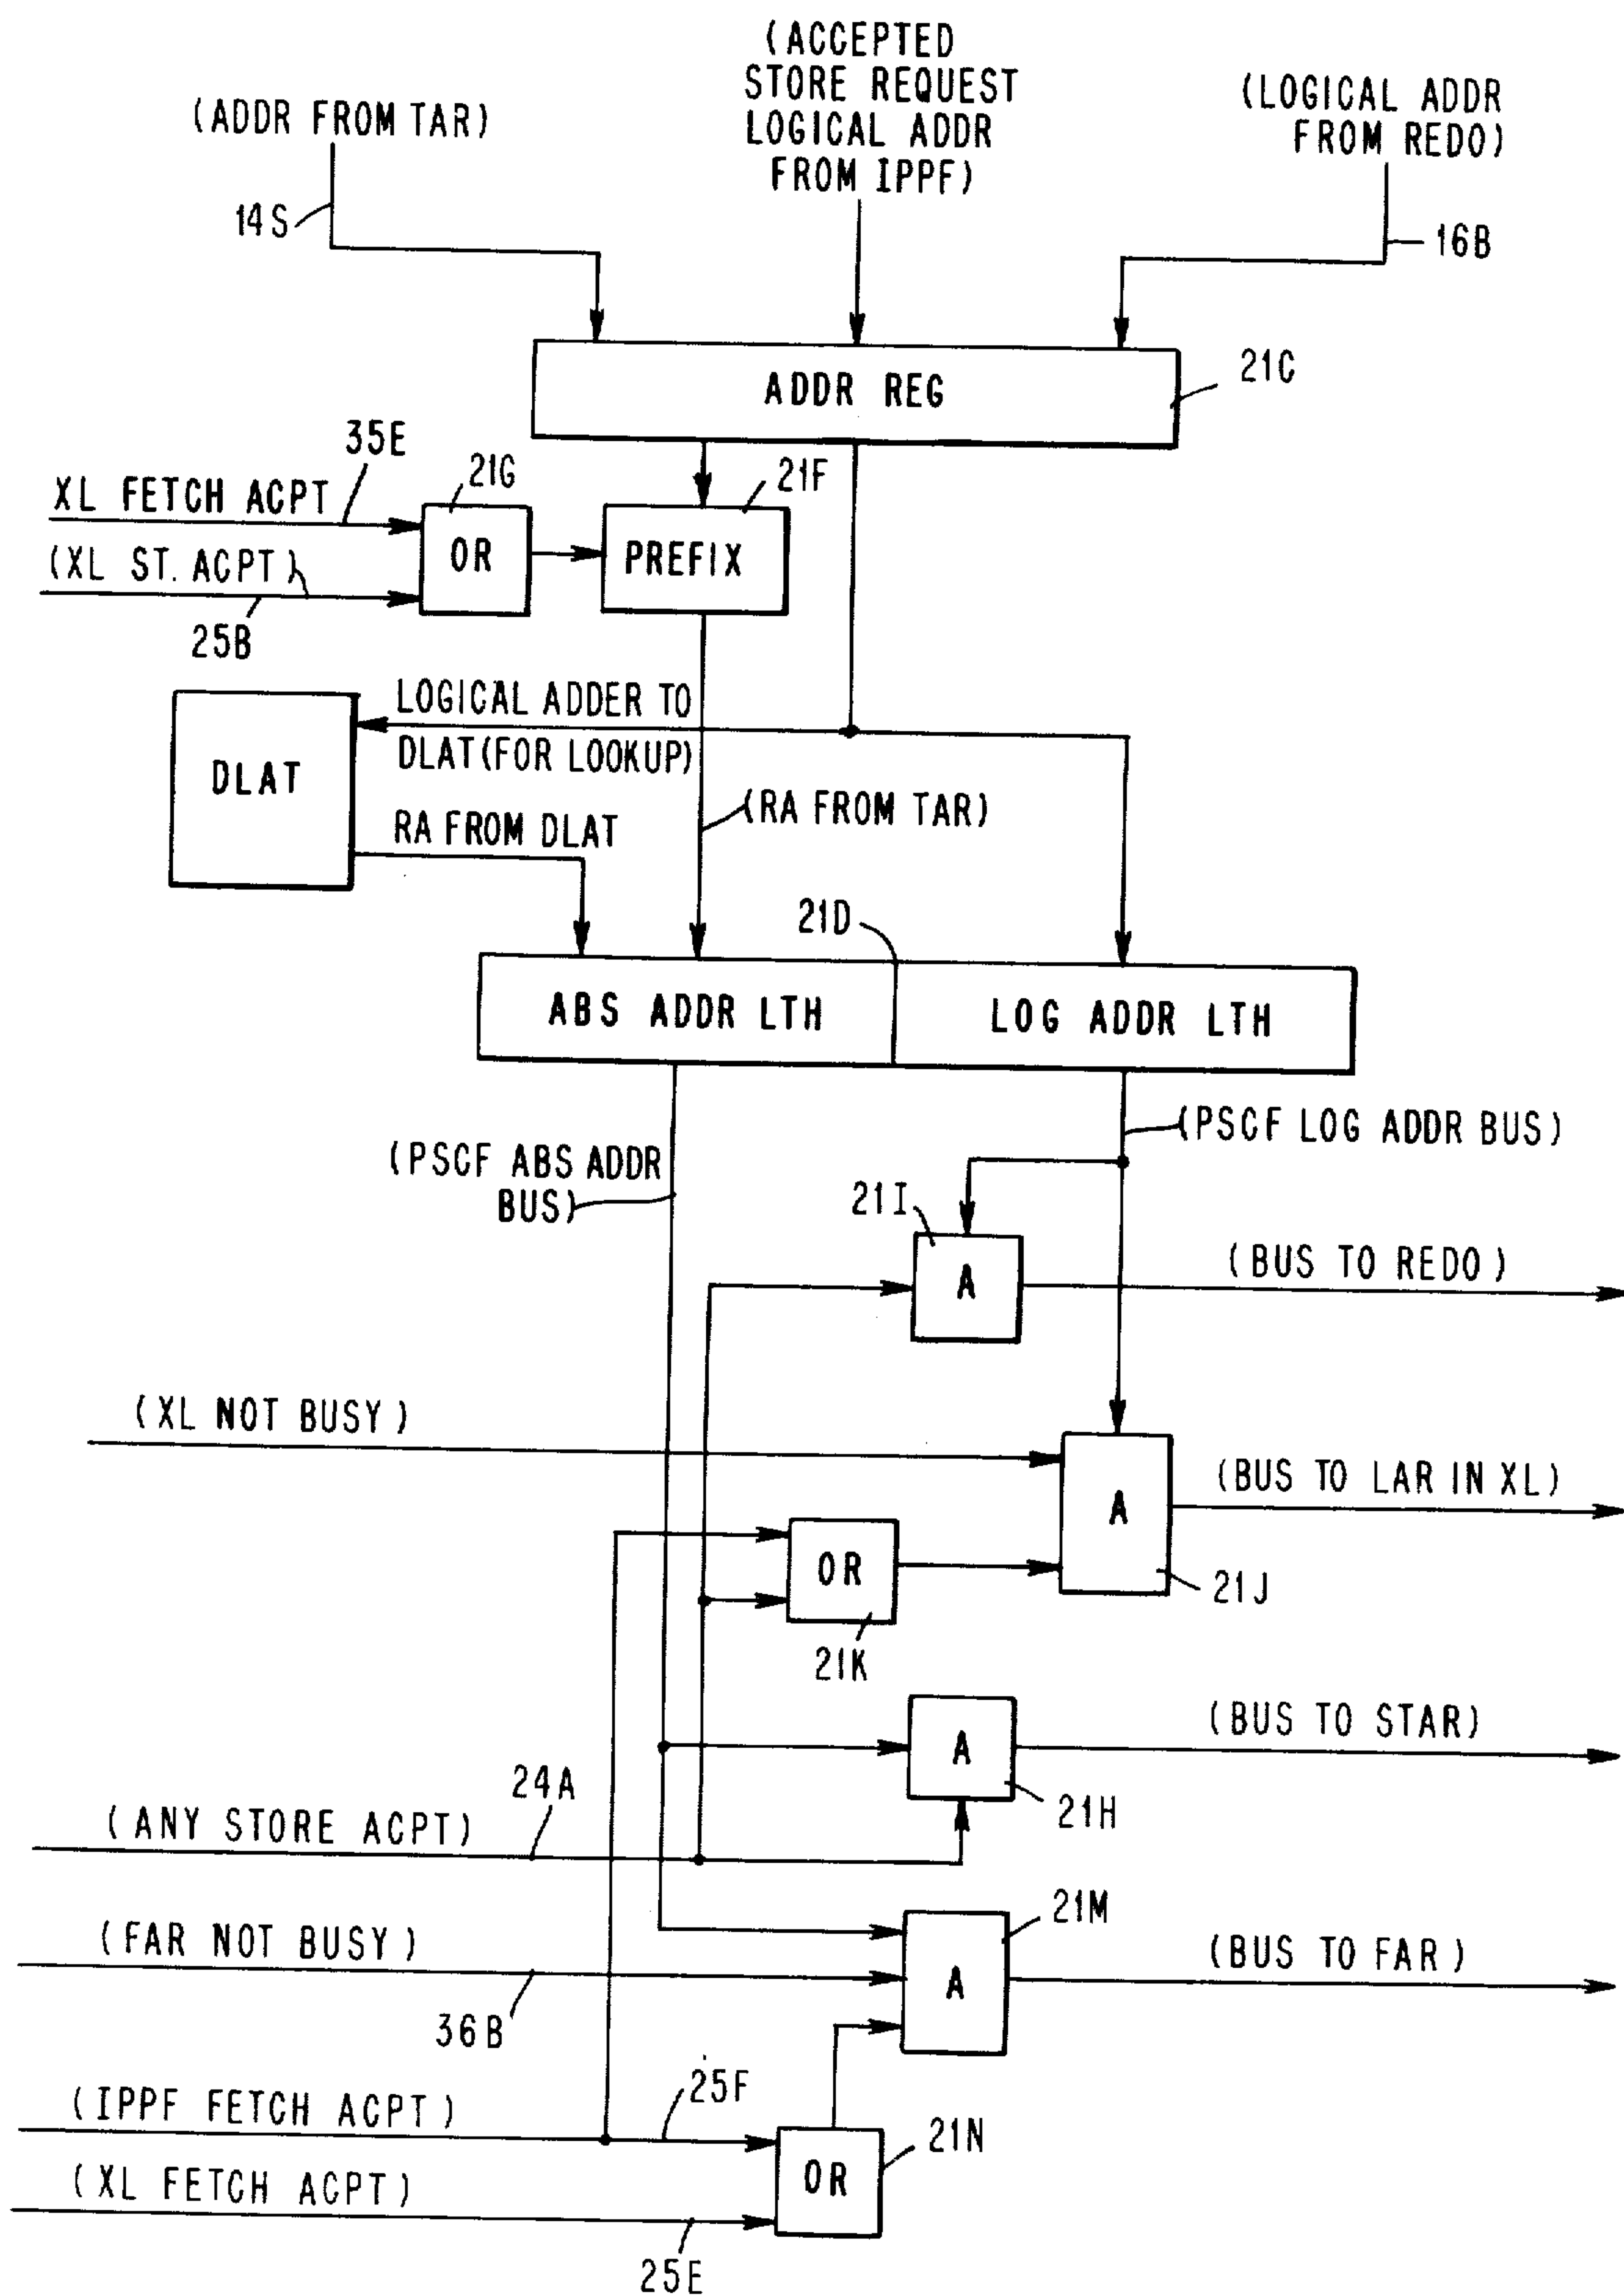 (ACCEPTED
STORE REQUEST
LOGICAL ADDR
FROM IPPF)
(ADDR FROM TAR)
(LOGICAL ADDR
FROM REDO)
14S
16B
ADDR REG
21C
35E
XL FETCH ACPT
21G
21F
OR
PREFIX
(XL ST. ACPT)
25B
LOGICAL ADDER TO
DLAT (FOR LOOKUP)
DLAT
(RA FROM TAR)
RA FROM DLAT
21D
ABS ADDR LTH
LOG ADDR LTH
(PSCF LOG ADDR BUS)
(PSCF ABS ADDR
BUS)
21I
A
(BUS TO REDO)
(XL NOT BUSY)
A
(BUS TO LAR IN XL)
OR
21J
21K
A
(BUS TO STAR)
24A
21H
(ANY STORE ACPT)
21M
(FAR NOT BUSY)
A
(BUS TO FAR)
36B
(IPPF FETCH ACPT)
25F
21N
OR
(XL FETCH ACPT)
25E